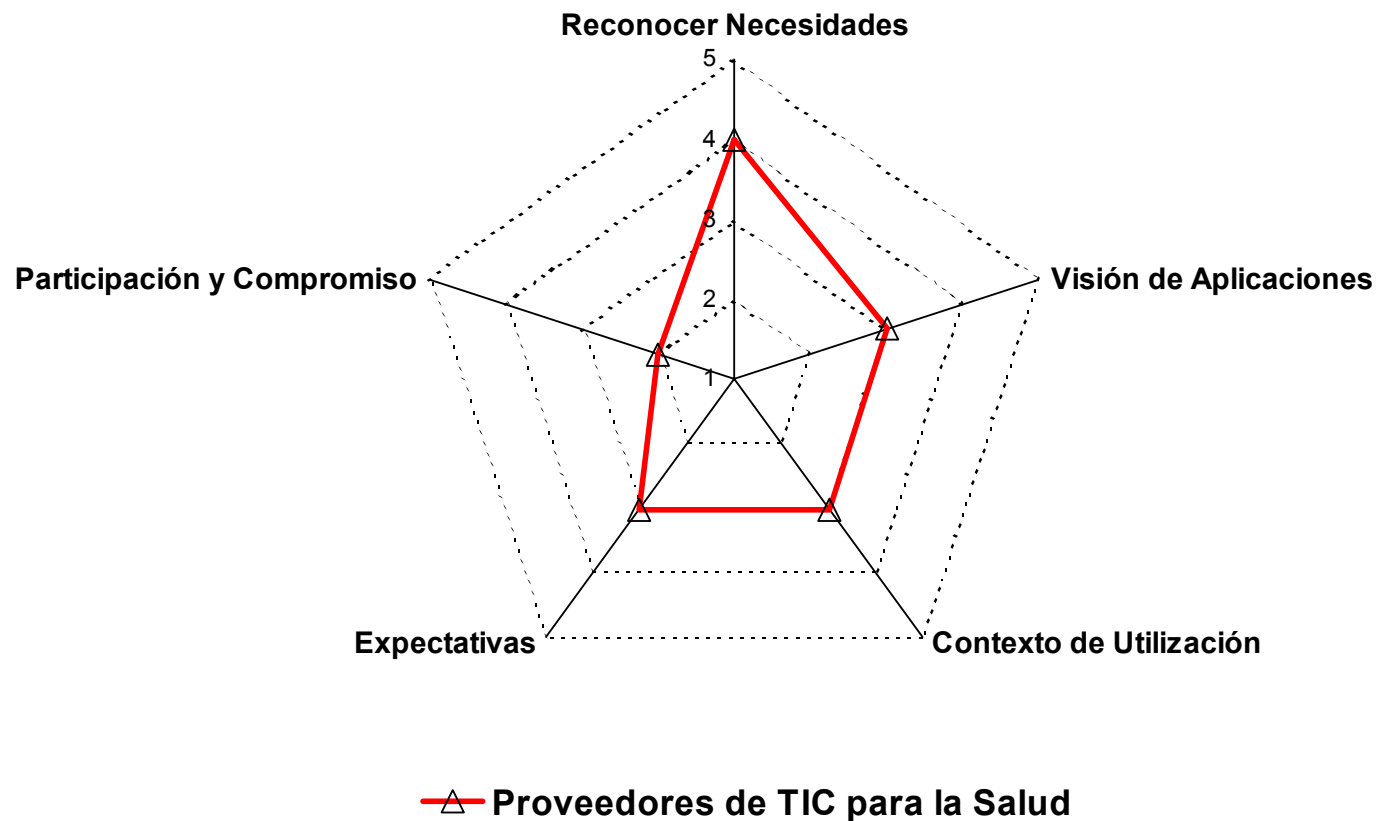 Reconocer Necesidades
5
4
3
2
1
Participación y Compromiso
Visión de Aplicaciones
Expectativas
Contexto de Utilización
Proveedores de TIC para la Salud